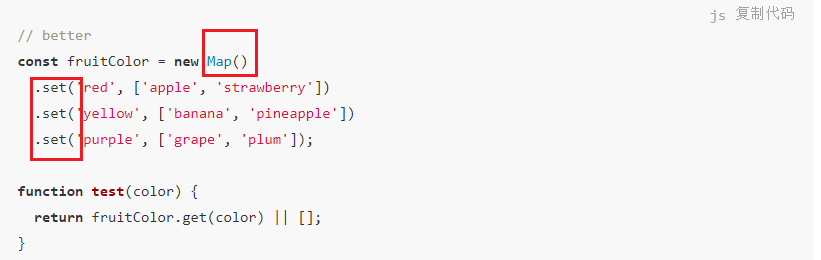 js 复制代码
// better
const fruitColor = new Map()
  .set('red', ['apple', 'strawberry'])
  .set('yellow', ['banana', 'pineapple'])
  .set('purple', ['grape', 'plum']);

function test(color) {
  return fruitColor.get(color) || [];
}